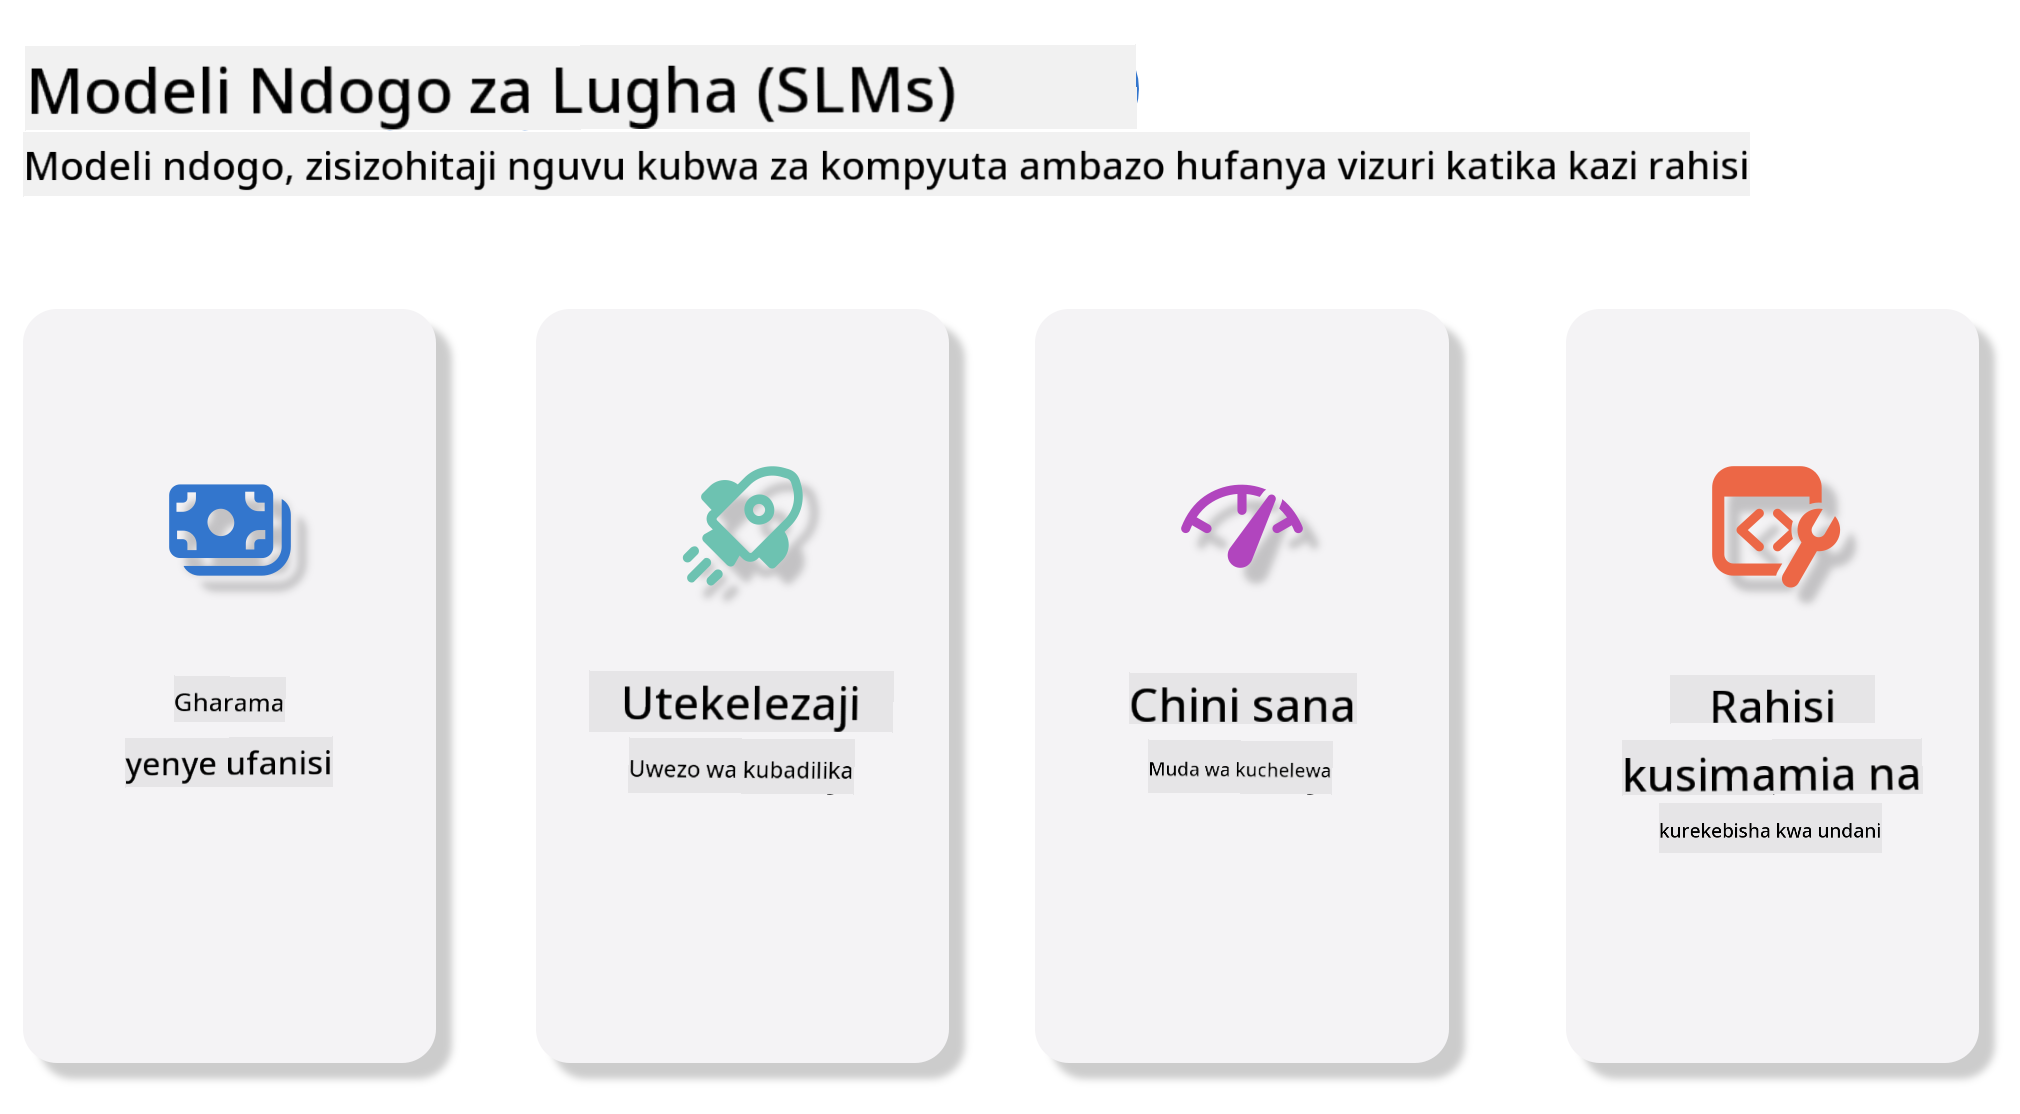 Modeli Ndogo za Lugha (SLMs)
Modeli ndogo, zisizohitaji nguvu kubwa za kompyuta ambazo hufanya vizuri katika kazi rahisi
Gharama
yenye ufanisi
Utekelezaji
Uwezo wa kubadilika
Chini sana
Muda wa kuchelewa
Rahisi
kusimamia na
kurekebisha kwa undani